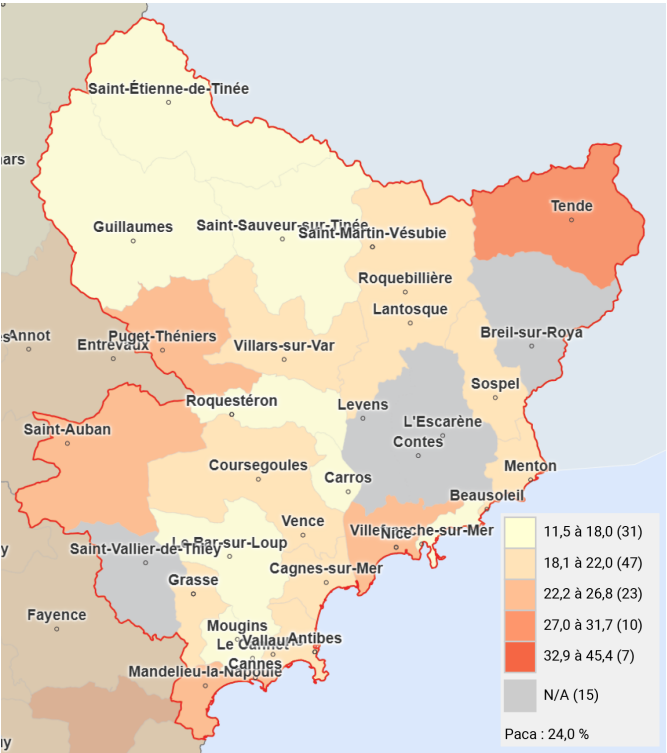 Saint-Étienne-de-Tinée
ars
Tende
Guillaumes
Saint-Sauveur-sur-Tinée
Saint-Martin-Vésubie
Roquebillière
Lantosque
Annot
Entrevaux
Puget-Théniers
Villars-sur-Var
Breil-sur-Roya
Sospel
Roquestéron
Levens
Saint-Auban
L'Escarène
Contes
Coursegoules
Menton
Carros
Beausoleil
Vence
Villefranche-sur-Mer
Nice
11,5 à 18,0 (31)
Saint-Vallier-de-Thiey
Le Bar-sur-Loup
18,1 à 22,0 (47)
Cagnes-sur-Mer
Grasse
22,2 à 26,8 (23)
Fayence
Mougins
27,0 à 31,7 (10)
Le Cannet
Vallauris
Antibes
32,9 à 45,4 (7)
Cannes
Mandelieu-la-Napoule
N/A (15)
Paca : 24,0 %